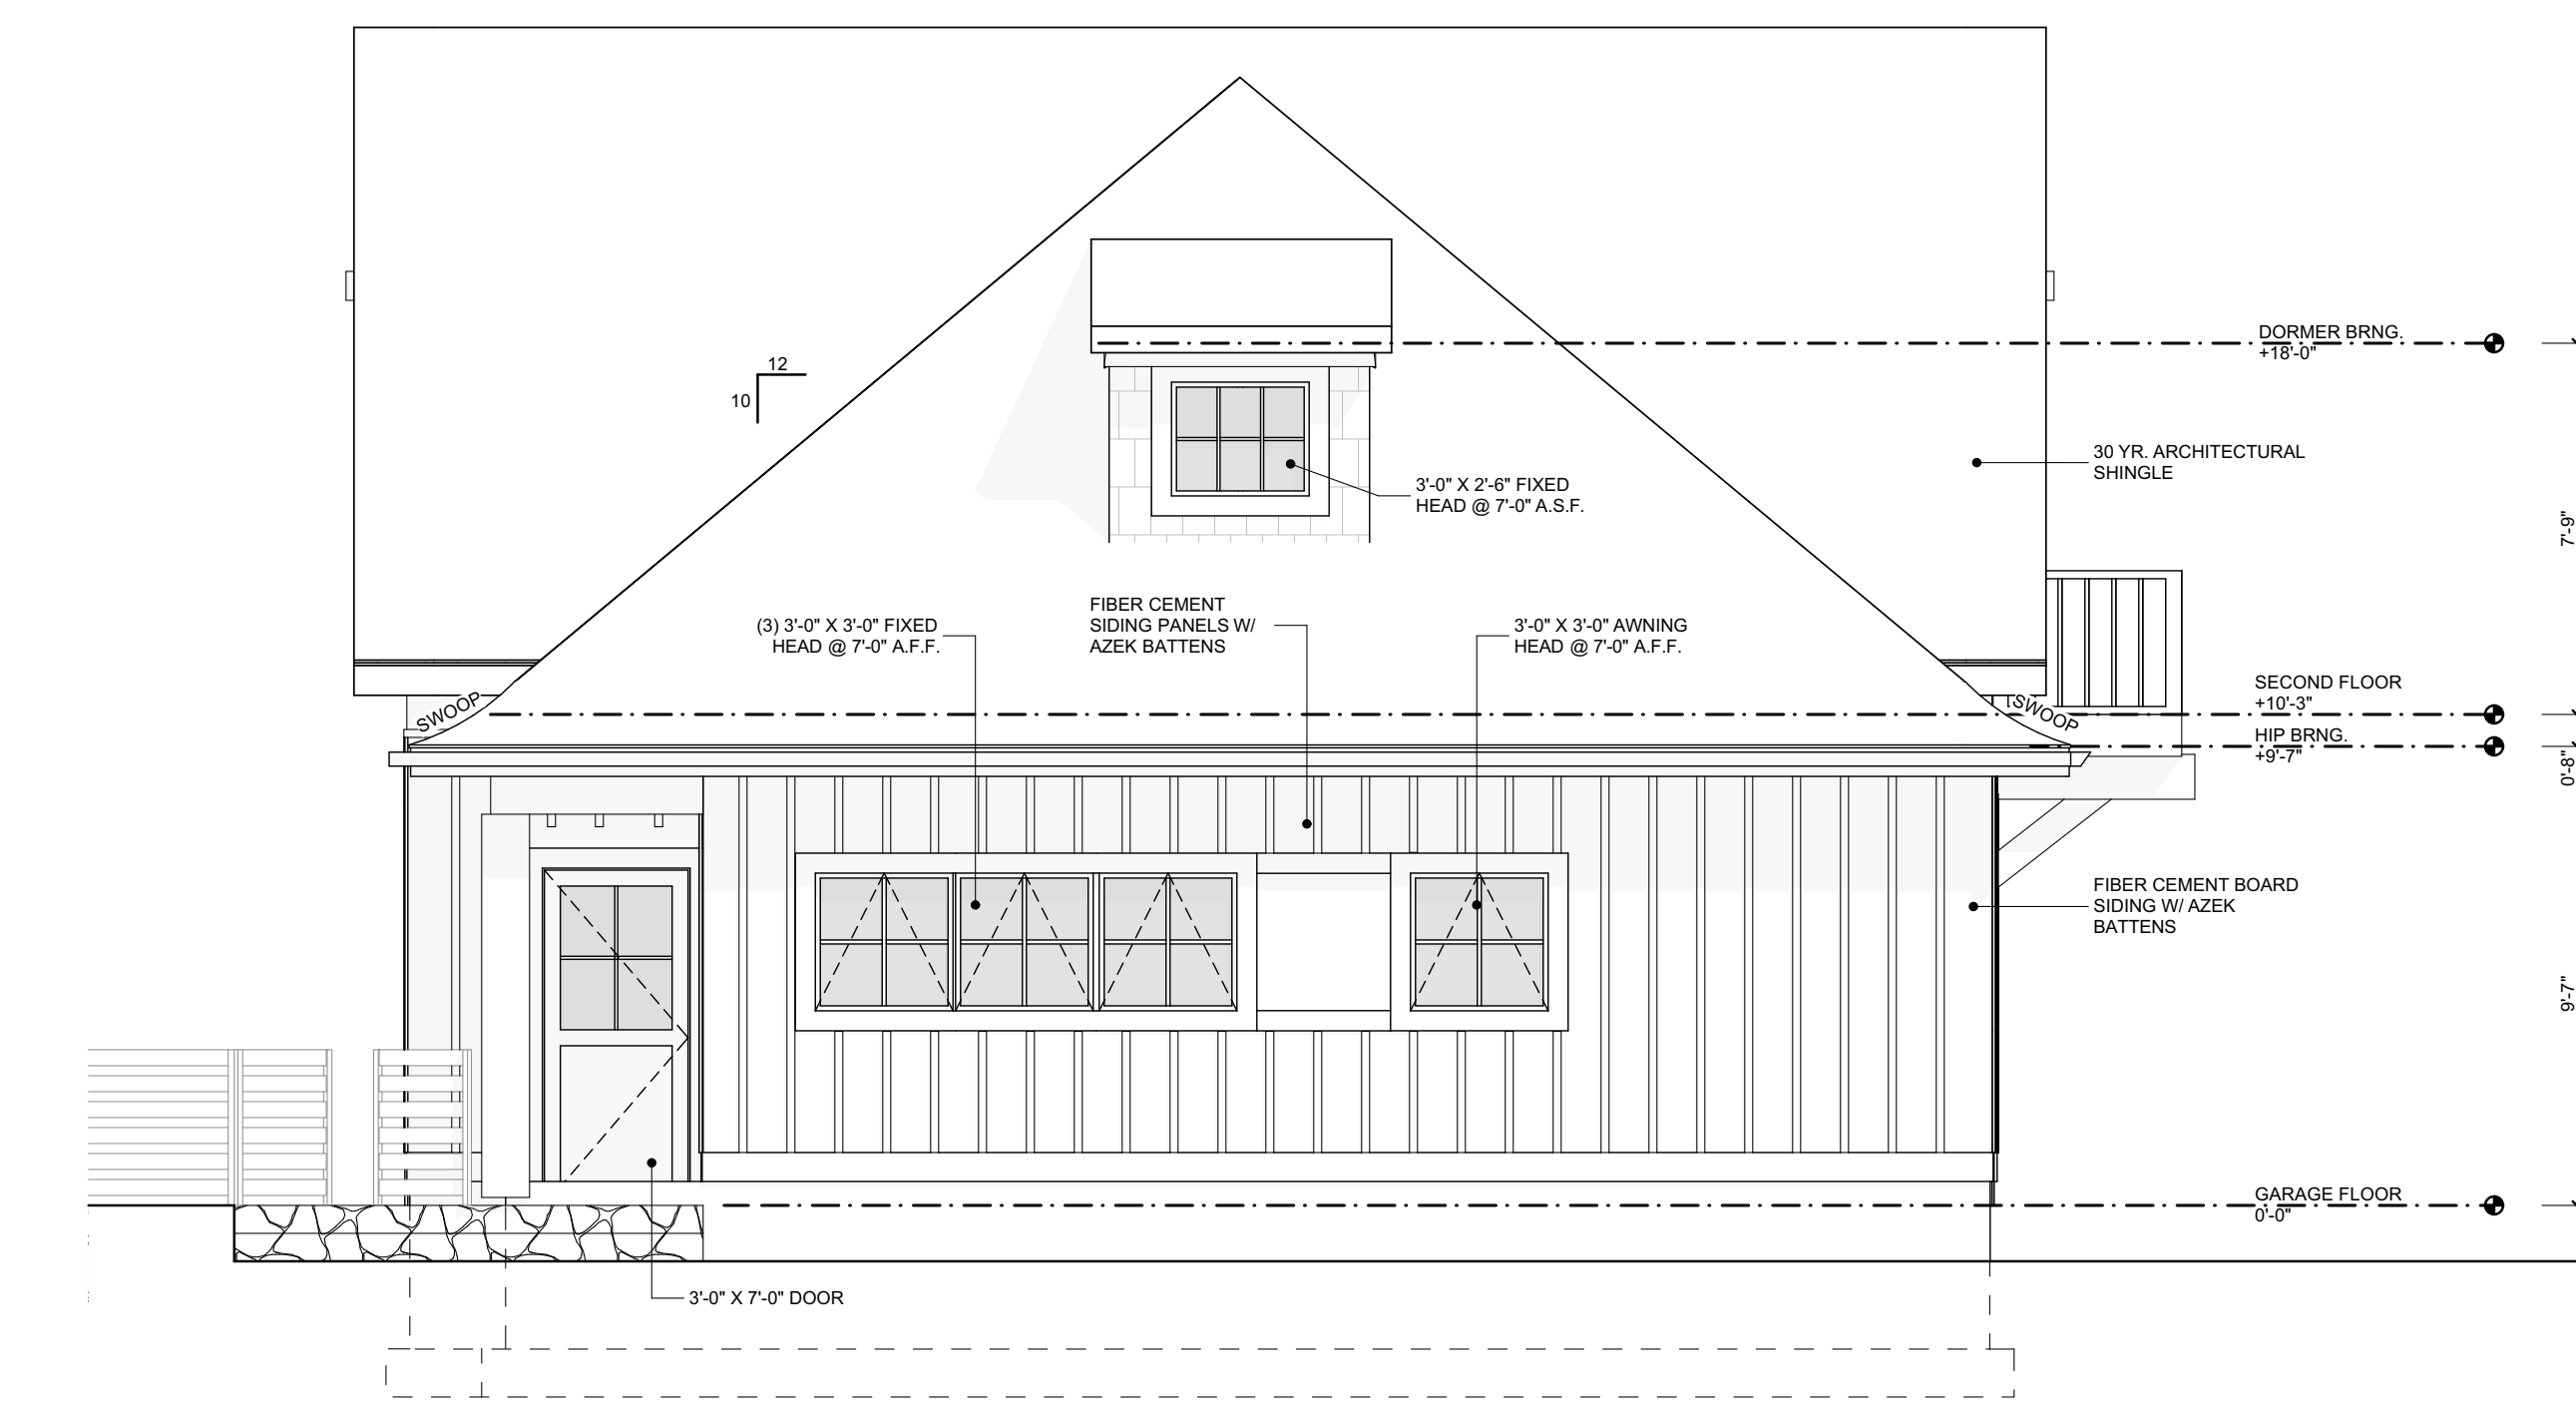 DORMER BRNG.
+18'-0"
12
10
30 YR. ARCHITECTURAL
SHINGLE
3'-0" X 2'-6" FIXED
HEAD @ 7'-0" A.S.F.
7'-9"
(3) 3'-0" X 3'-0" FIXED
HEAD @ 7'-0" A.F.F.
FIBER CEMENT
SIDING PANELS W/
AZEK BATTENS
3'-0" X 3'-0" AWNING
HEAD @ 7'-0" A.F.F.
SWOOP
SWOOP
SECOND FLOOR
+10'-3"
HIP BRNG.
+9'-7"
0'-8"
FIBER CEMENT BOARD
SIDING W/ AZEK
BATTENS
9'-7"
GARAGE FLOOR
0'-0"
3'-0" X 7'-0" DOOR